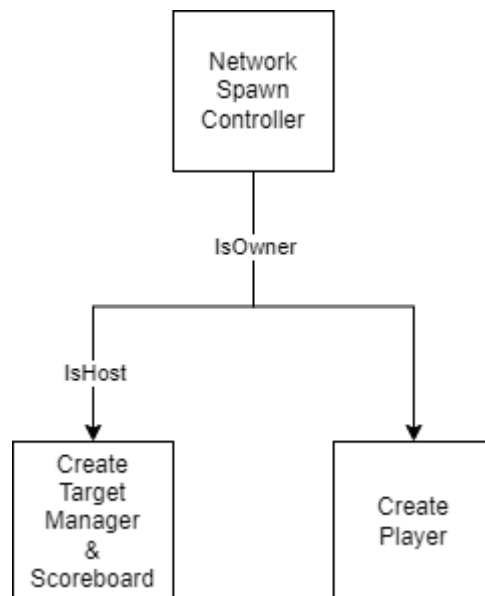 Network
Spawn
Controller
IsOwner
IsHost
Create
Target
Manager
&
Scoreboard
Create
Player